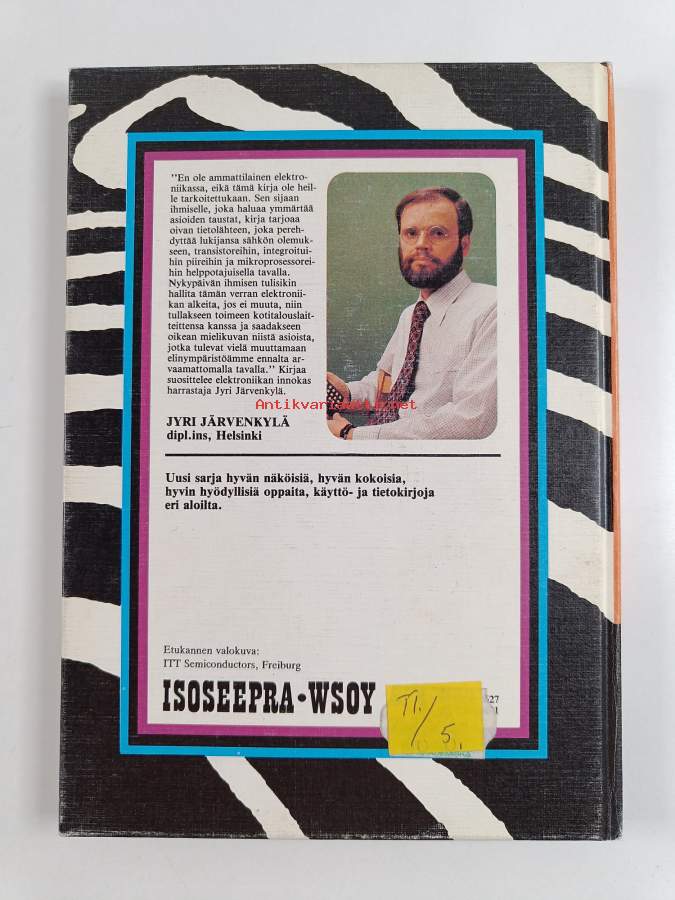 "En ole ammattilainen elektro-
niikassa, eikä tämä kirja ole heil-
le tarkoitettukaan. Sen sijaan
ihmiselle, joka haluaa ymmärtää
asioiden taustat, kirja tarjoaa
oivan tietolähteen, joka pereh-
dyttää lukijansa sähkön olemuk-
seen, transistoreihin, integroitui-
hin piireihin ja mikroprosessorei-
hin helppotajuisella tavalla.
Nykypäivän ihmisen tulisikin
hallita tämän verran elektronii-
kan alkeita, jos ei muuta, niin
tullakseen toimeen kotitalouslait-
teittensa kanssa ja saadakseen
oikean mielikuvan niistä asioista,
jotka tulevat vielä muuttamaan
elinympäristöämme ennalta ar-
vaamattomalla tavalla." Kirjaa
suosittelee elektroniikan innokas
harrastaja Jyri Järvenkylä.
Antikvariaatti.net
JYRI JÄRVENKYLÄ
dipl.ins, Helsinki
Uusi sarja hyvän näköisiä, hyvän kokoisia,
hyvin hyödyllisiä oppaita, käyttö- ja tietokirjoja
eri aloilta.
Etukannen valokuva:
ITT Semiconductors, Freiburg
ISOSEEPRA•WSOY
27
TI./
5.